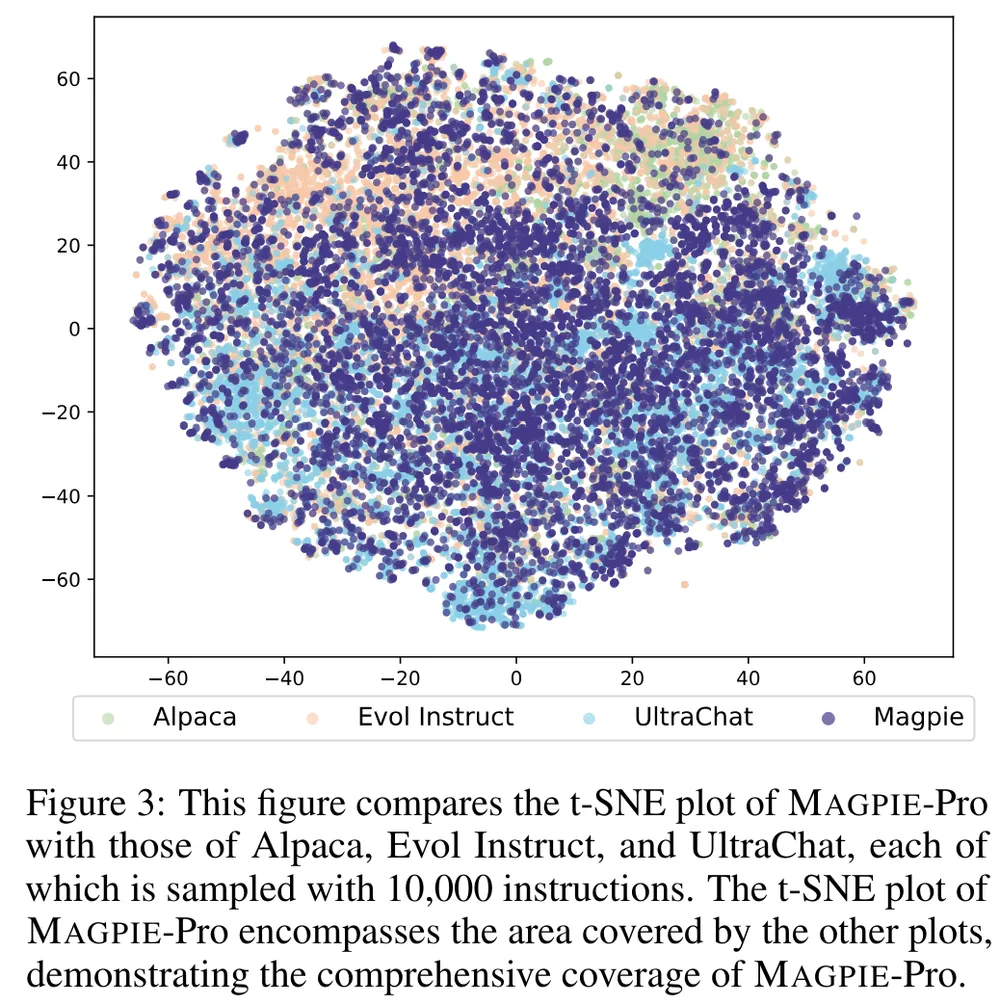 60
40
20
0
−20
−40
−60
−60 −40 −20 0 20 40 60
Alpaca Evol Instruct UltraChat Magpie
Figure 3: This figure compares the t-SNE plot of MAGPIE-Pro
with those of Alpaca, Evol Instruct, and UltraChat, each of
which is sampled with 10,000 instructions. The t-SNE plot of
MAGPIE-Pro encompasses the area covered by the other plots,
demonstrating the comprehensive coverage of MAGPIE-Pro.